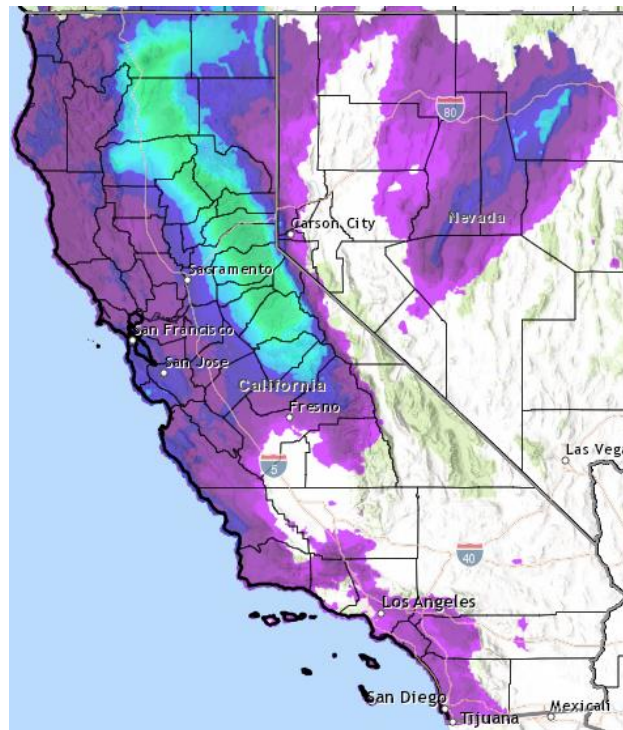 80
Nevada
Carson City
Sacramento
San Francisco
San Jose
California
Fresno
5
Las Vega
40
Los Angeles
San Diego
Mexicali
Tijuana